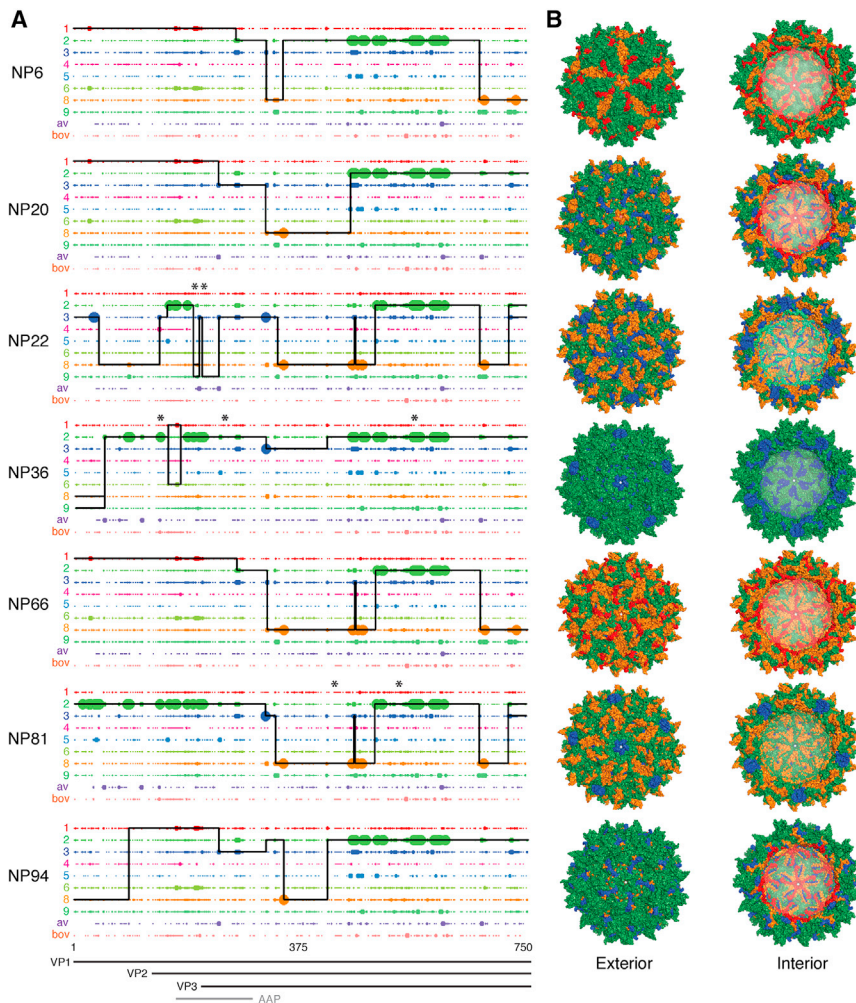 A
B
NP6
1
2
3
4
5
6
8
9
av
bov
NP20
1
2
3
4
5
6
8
9
av
bov
**
NP22
1
2
3
4
5
6
8
9
av
bov
* * *
NP36
1
2
3
4
5
6
8
9
av
bov
NP66
1
2
3
4
5
6
8
9
av
bov
* *
NP81
1
2
3
4
5
6
8
9
av
bov
NP94
1
2
3
4
5
6
8
9
av
bov
1 375 750
VP1
VP2
VP3
AAP
Exterior Interior